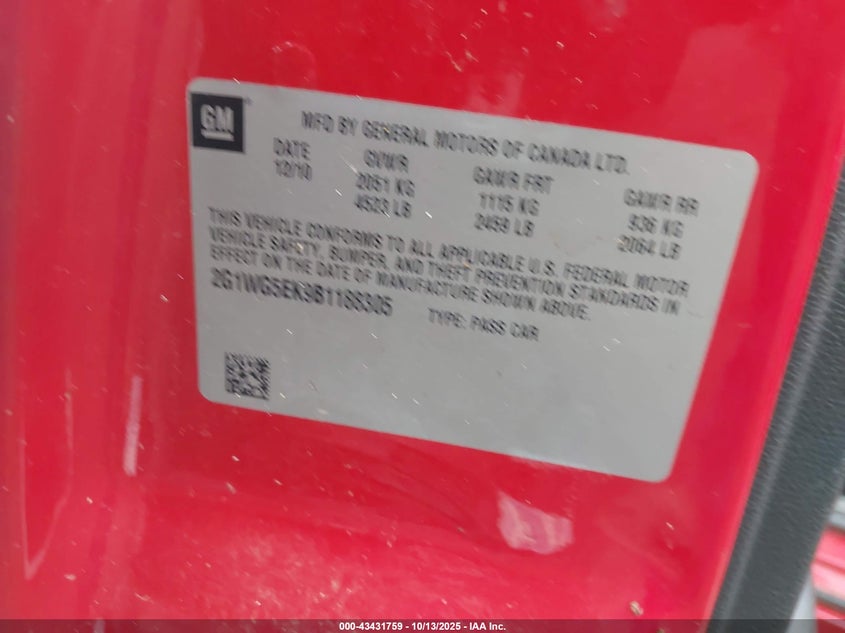 GM
MFD BY GENERAL MOTORS OF CANADA LTD.
DATE GVWR GAWR FRT GAWR RR
12/10 2051 KG 1115 KG 936 KG
4523 LB 2459 LB 2064 LB
THIS VEHICLE CONFORMS TO ALL APPLICABLE U.S. FEDERAL MOTOR
VEHICLE SAFETY, BUMPER, AND THEFT PREVENTION STANDARDS IN
EFFECT ON THE DATE OF MANUFACTURE SHOWN ABOVE.
2G1WG5EK9B1188305 TYPE: PASS CAR
000-43431759 - 10/13/2025 - IAA Inc.